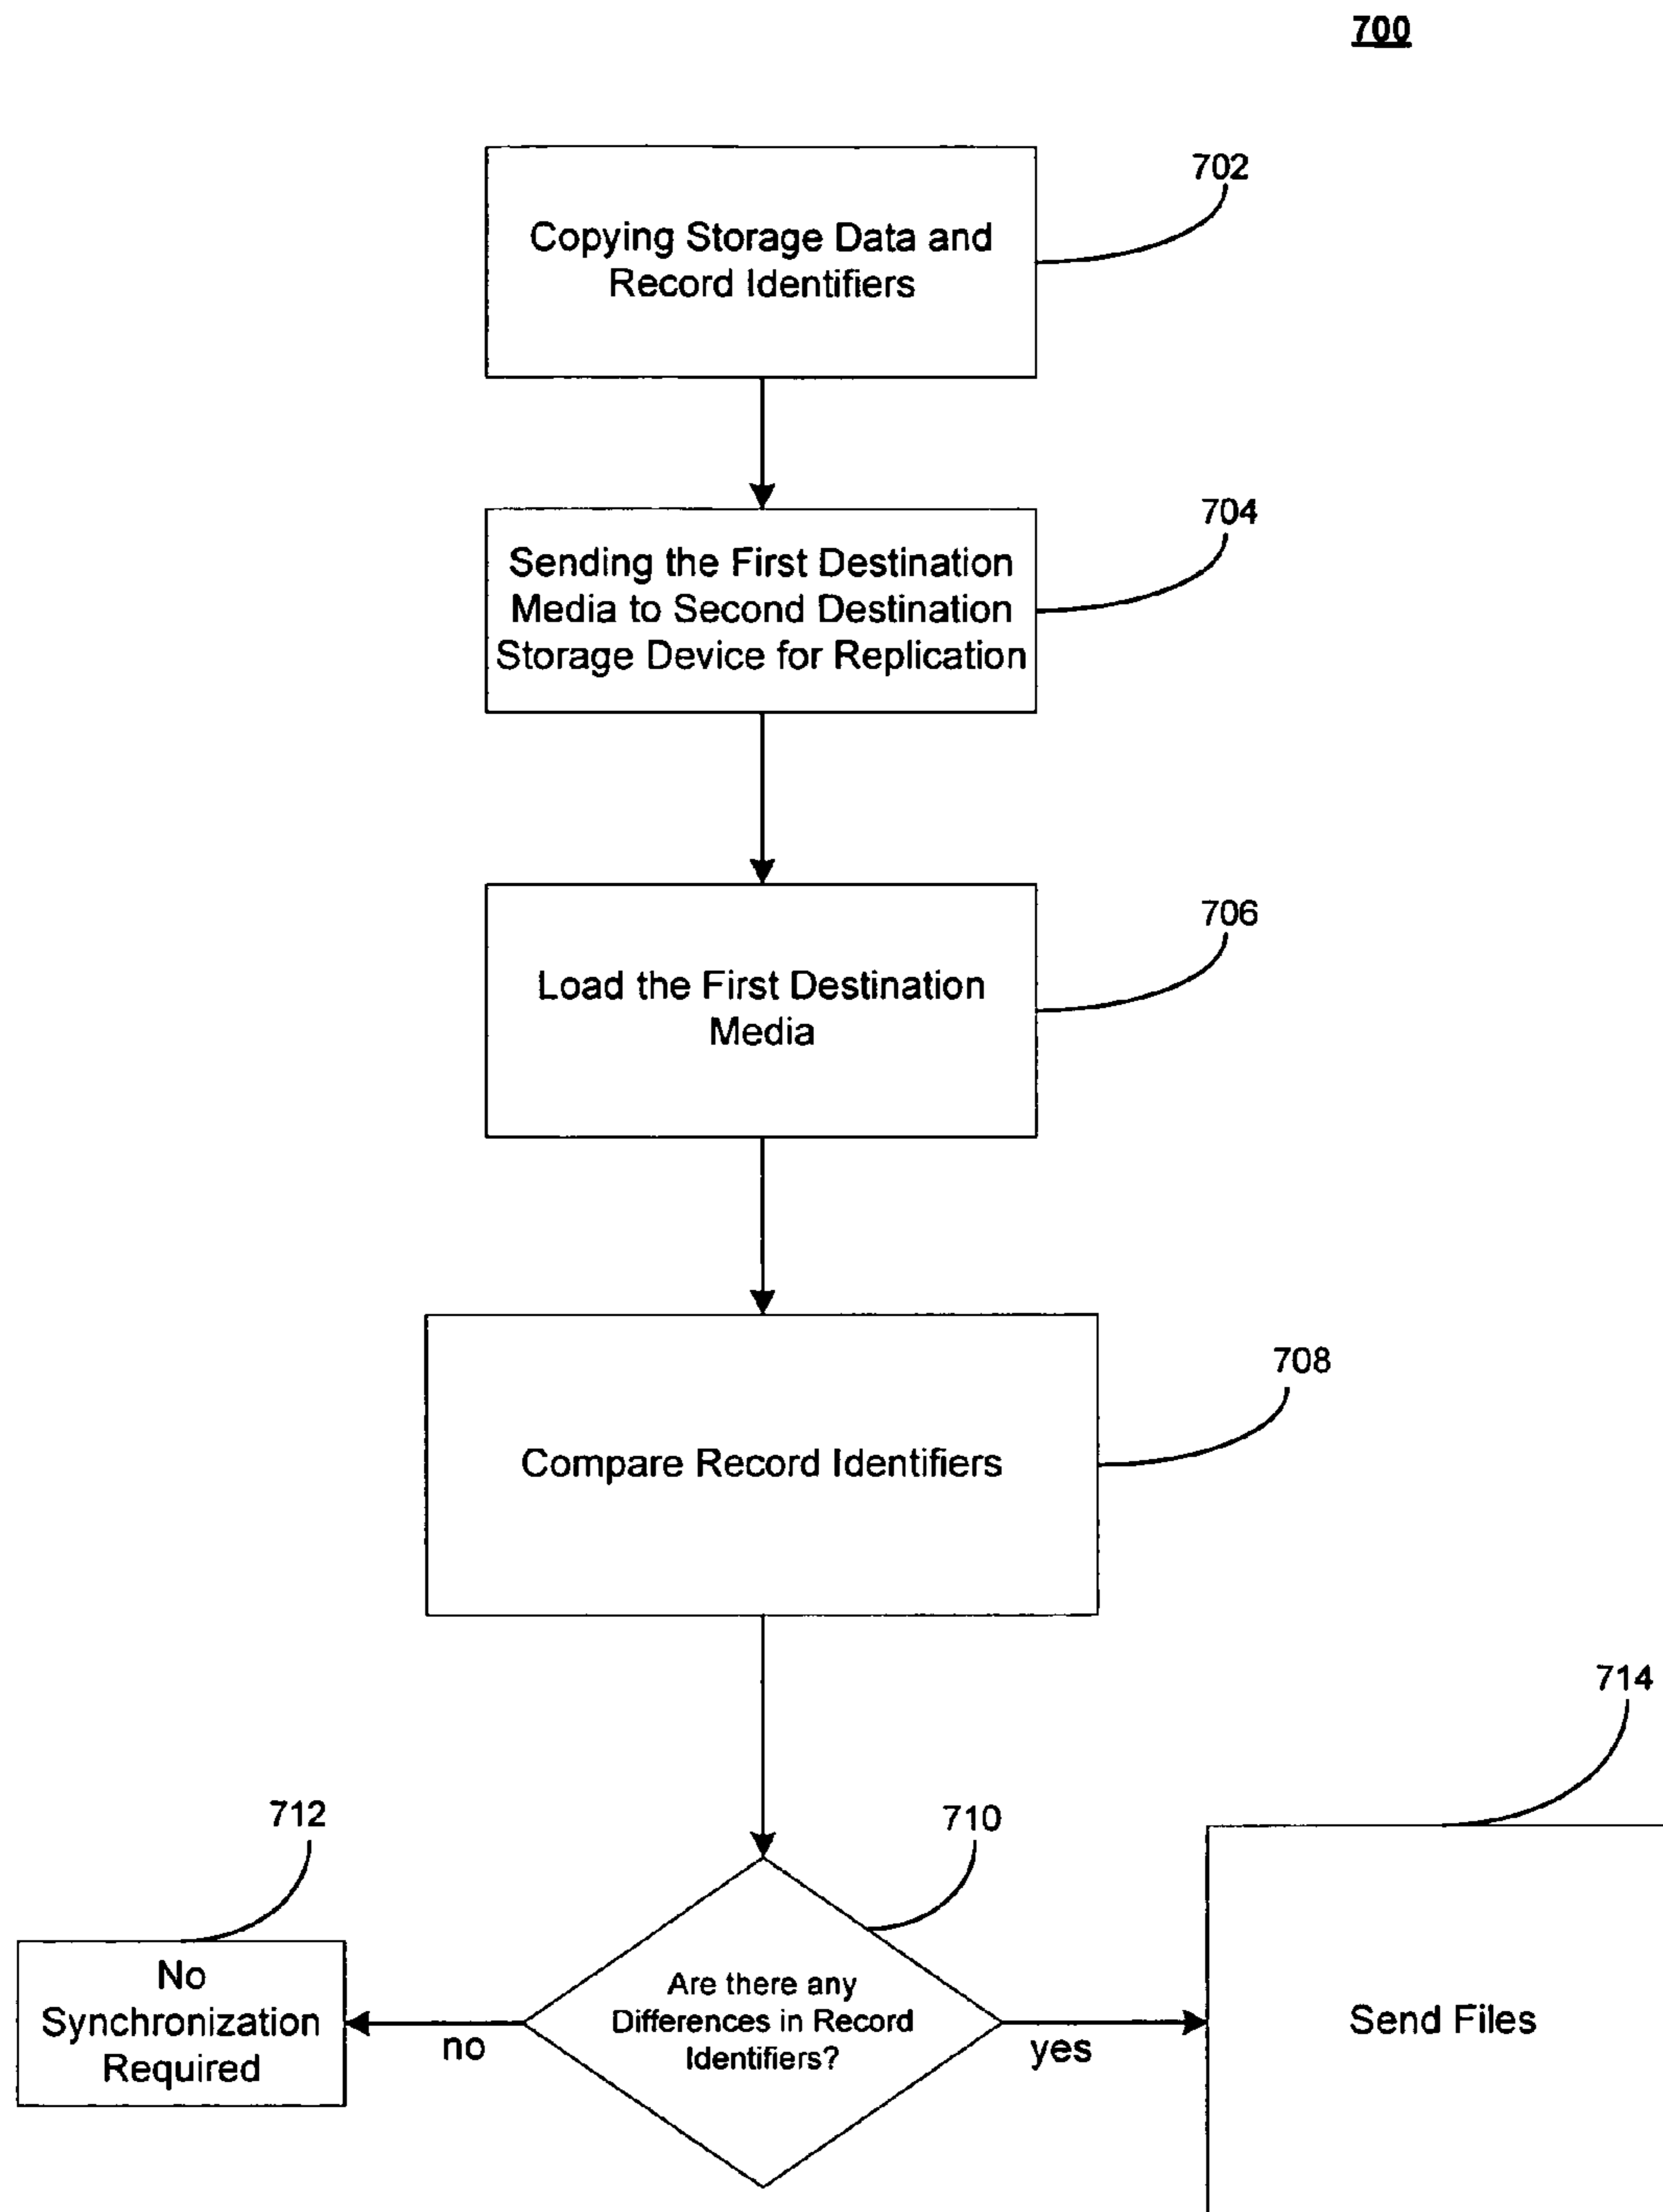 700
702
Copying Storage Data and
Record Identifiers
704
Sending the First Destination
Media to Second Destination
Storage Device for Replication
706
Load the First Destination
Media
708
Compare Record Identifiers
714
712
710
No
Synchronization
Required
no
Are there any
Differences in Record
Identifiers?
yes
Send Files